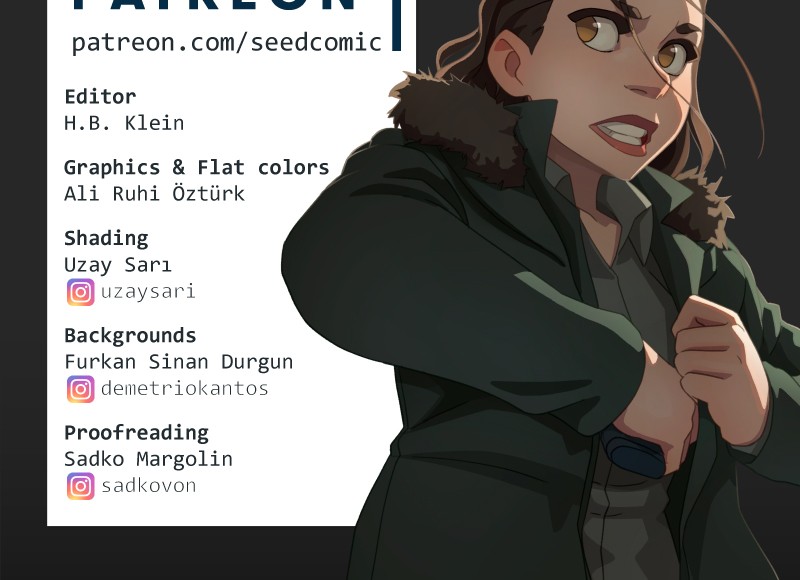 PATREON
patreon.com/seedcomic
Editor
H.B. Klein
Graphics & Flat colors
Ali Ruhi Öztürk
Shading
Uzay Sarı
uzaysari
Backgrounds
Furkan Sinan Durgun
demetriokantos
Proofreading
Sadko Margolin
sadkovon